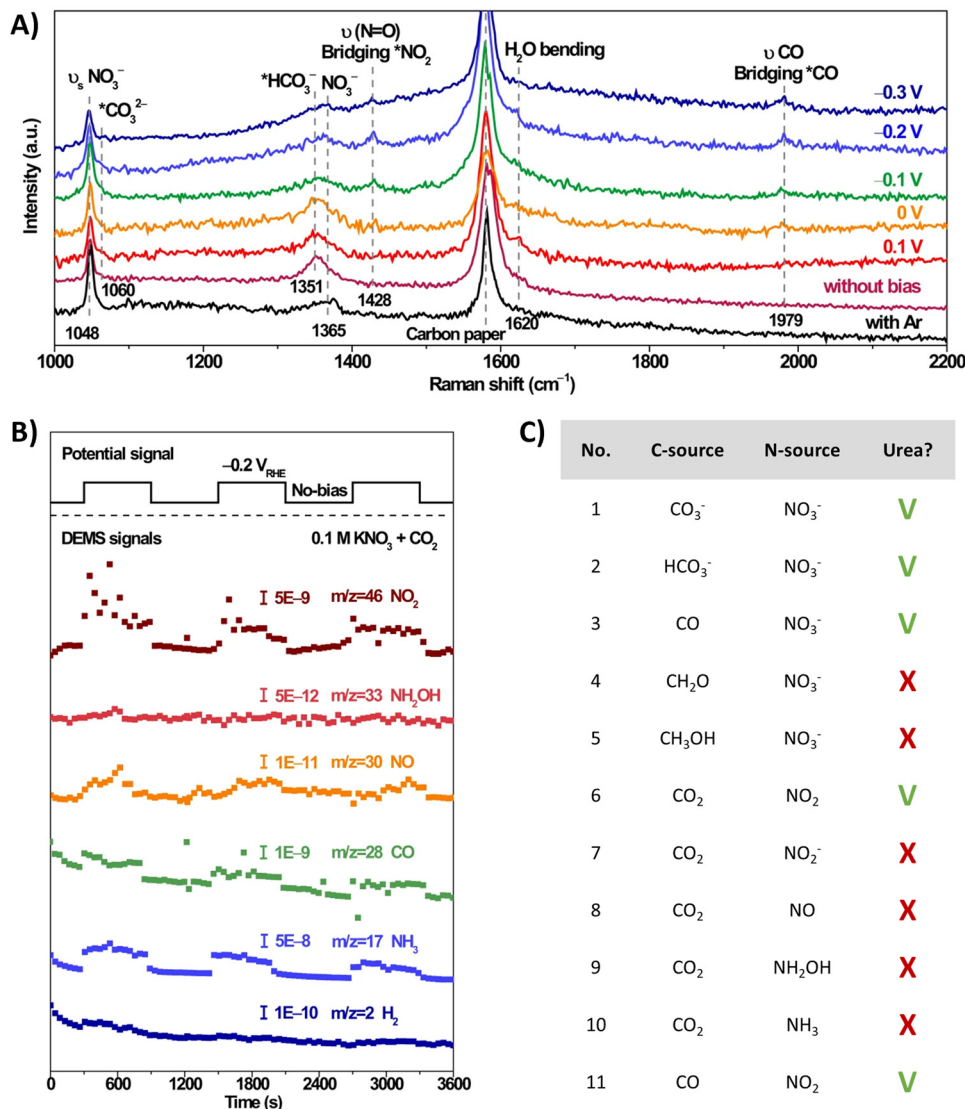 A)
υ (N=O)
Bridging *NO₂
H₂O bending
υ CO
Bridging *CO
υₛ NO₃⁻
*CO₃²⁻
*HCO₃⁻ NO₃⁻
−0.3 V
−0.2 V
−0.1 V
0 V
0.1 V
without bias
with Ar
1048
1060
1351
1365
1428
Carbon paper
1620
1979
Intensity (a.u.)
1000 1200 1400 1600 1800 2000 2200
Raman shift (cm⁻¹)
B)
Potential signal
−0.2 V_RHE
No-bias
DEMS signals
0.1 M KNO₃ + CO₂
5E−9 m/z=46 NO₂
5E−12 m/z=33 NH₂OH
1E−11 m/z=30 NO
1E−9 m/z=28 CO
5E−8 m/z=17 NH₃
1E−10 m/z=2 H₂
0 600 1200 1800 2400 3000 3600
Time (s)
C)
No. C-source N-source Urea?
1 CO₃⁻ NO₃⁻ V
2 HCO₃⁻ NO₃⁻ V
3 CO NO₃⁻ V
4 CH₂O NO₃⁻ X
5 CH₃OH NO₃⁻ X
6 CO₂ NO₂ V
7 CO₂ NO₂⁻ X
8 CO₂ NO X
9 CO₂ NH₂OH X
10 CO₂ NH₃ X
11 CO NO₂ V